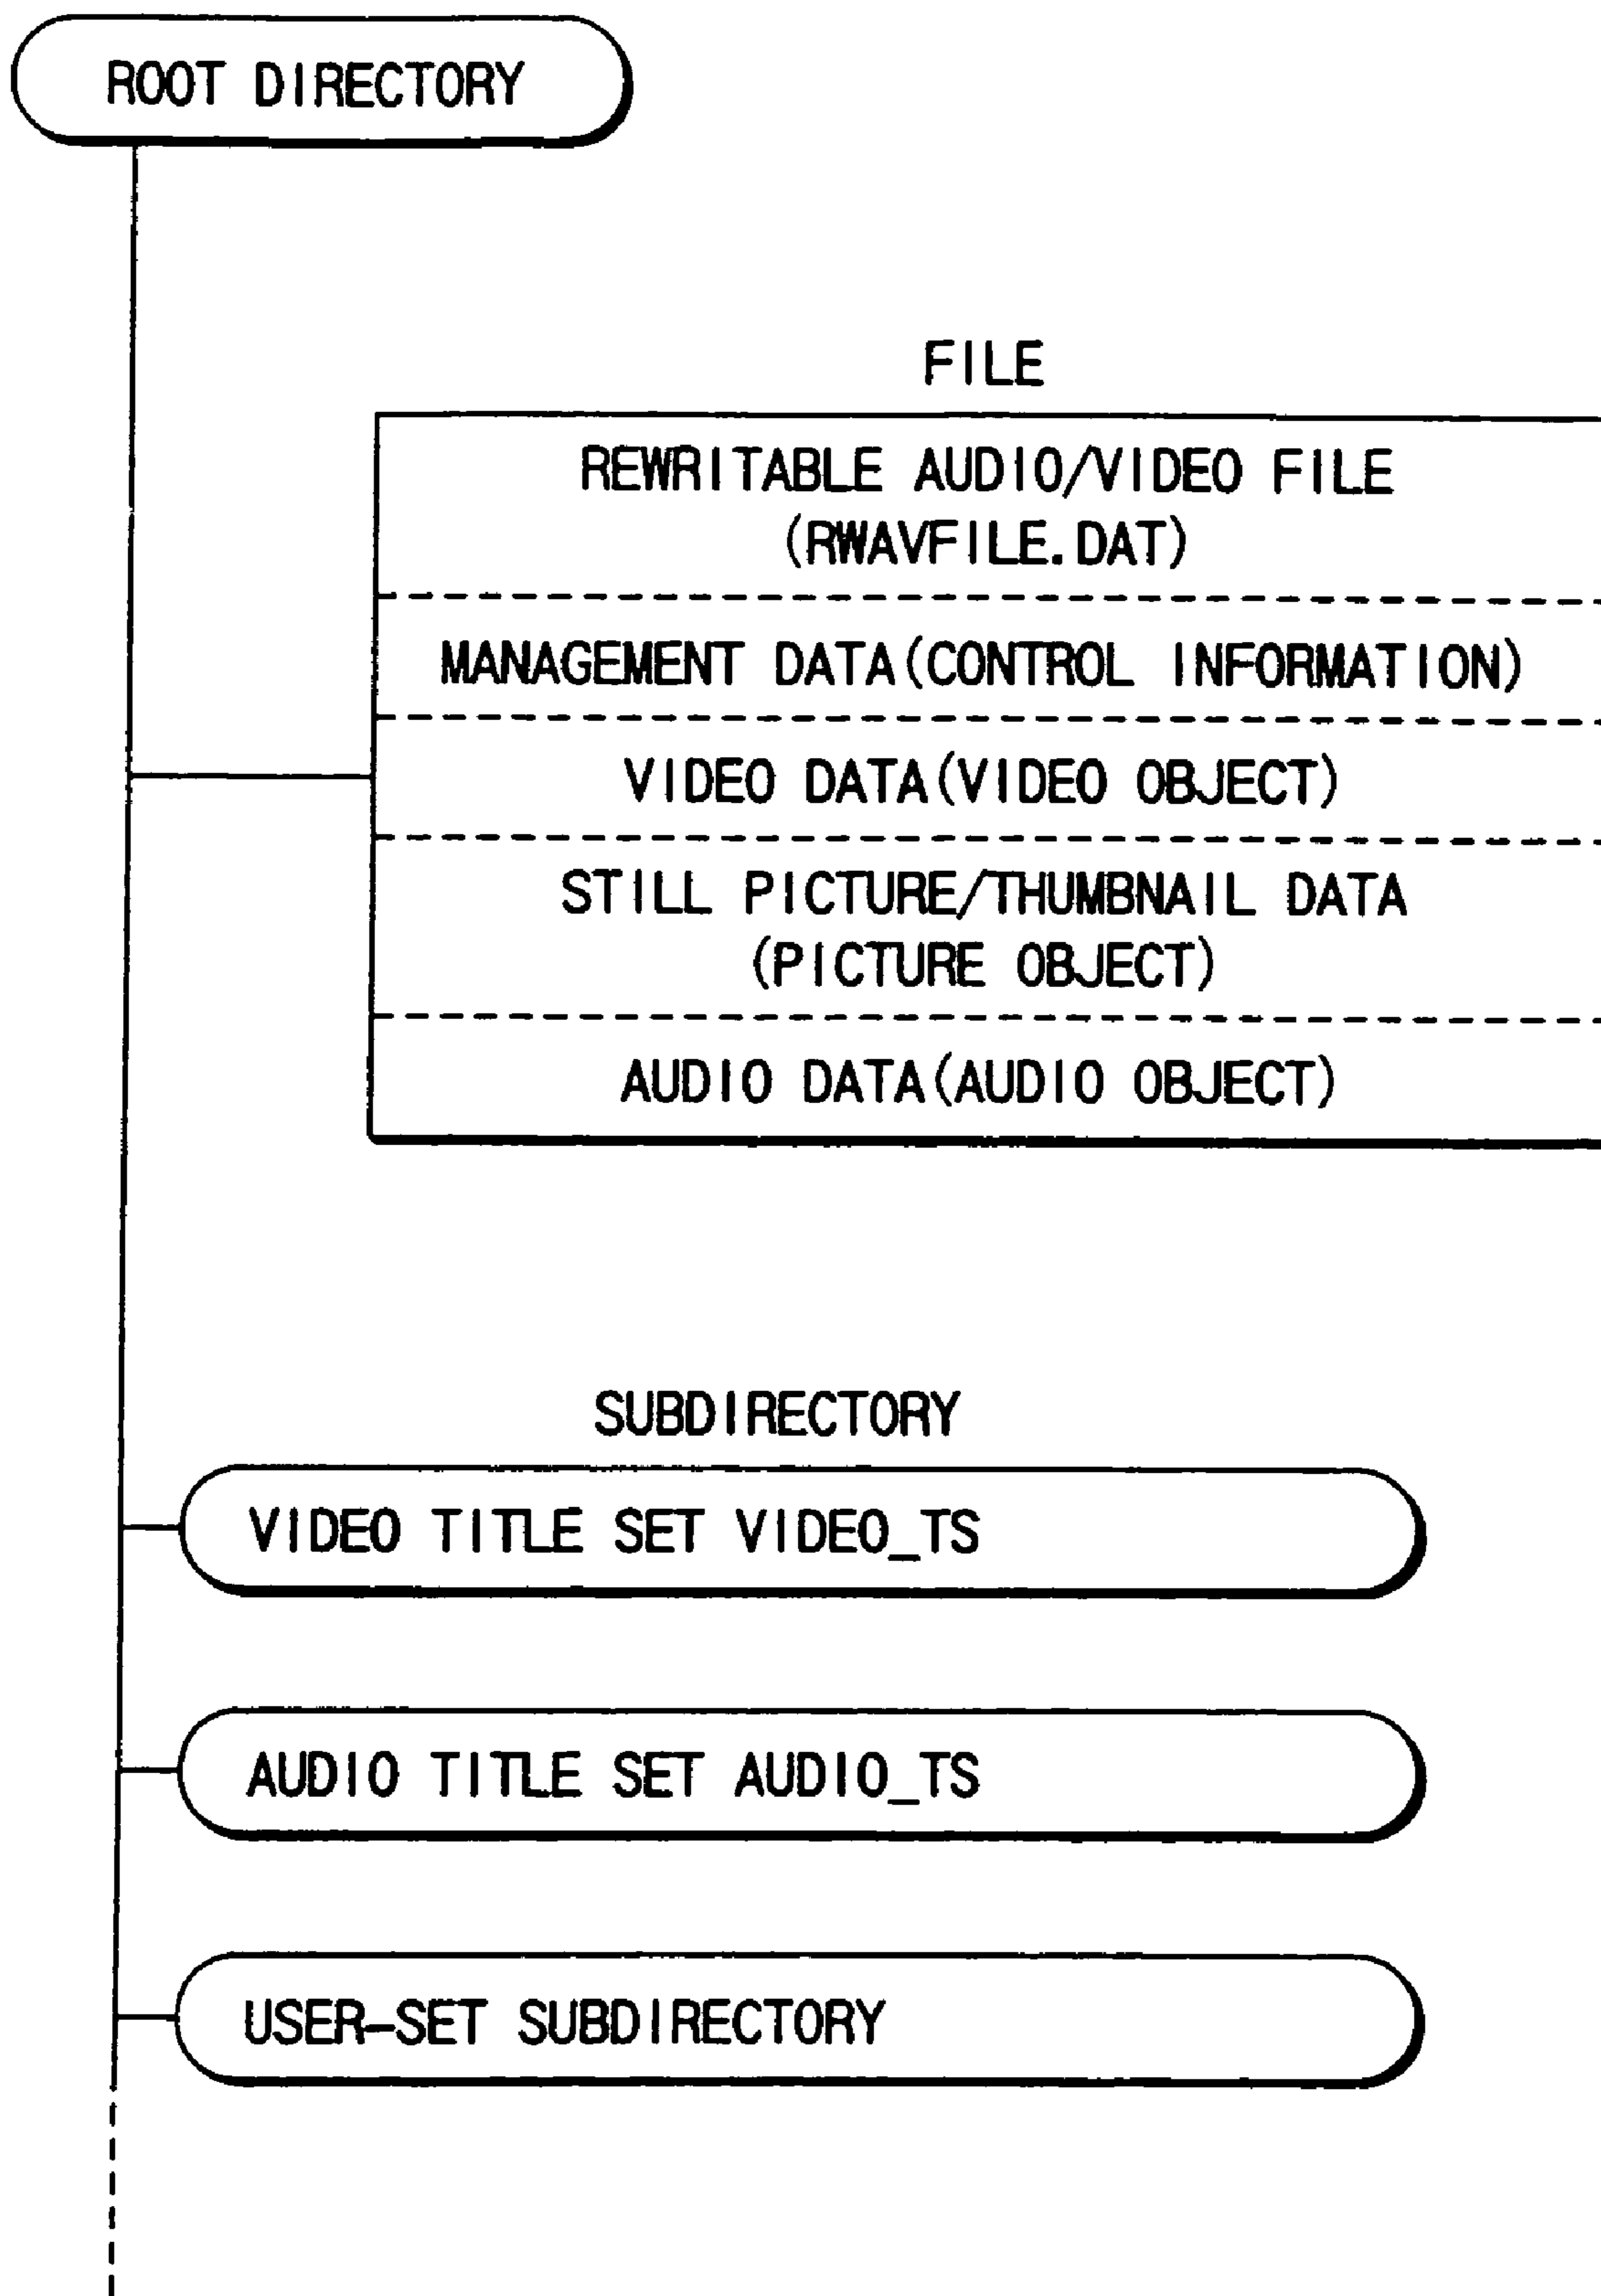 ROOT DIRECTORY
FILE
REWRITABLE AUDIO/VIDEO FILE
(RWAVFILE.DAT)
MANAGEMENT DATA(CONTROL INFORMATION)
VIDEO DATA(VIDEO OBJECT)
STILL PICTURE/THUMBNAIL DATA
(PICTURE OBJECT)
AUDIO DATA(AUDIO OBJECT)
SUBDIRECTORY
VIDEO TITLE SET VIDEO_TS
AUDIO TITLE SET AUDIO_TS
USER-SET SUBDIRECTORY